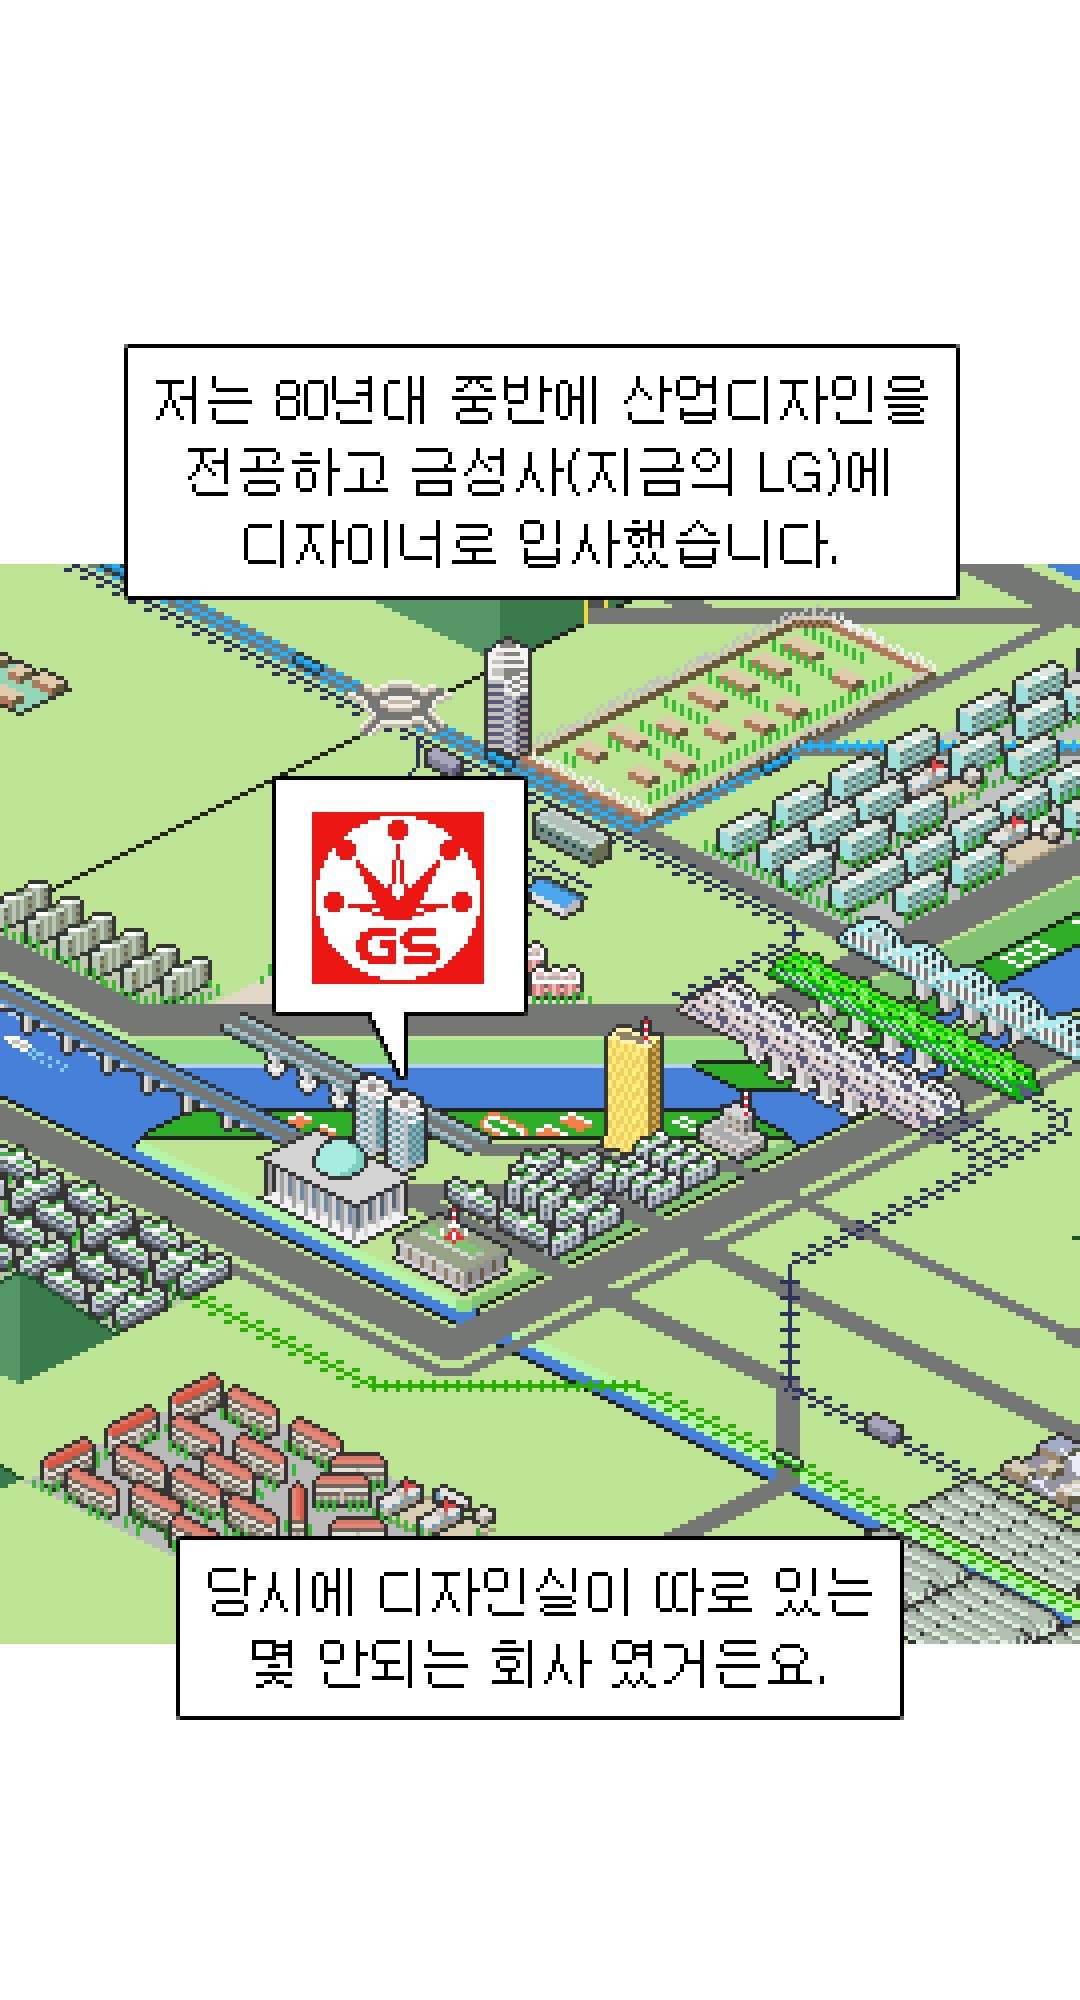 저는 80년대 중반에 산업디자인을
전공하고 금성사(지금의 LG)에
디자이너로 입사했습니다.
GS
당시에 디자인실이 따로 있는
몇 안되는 회사 였거든요.